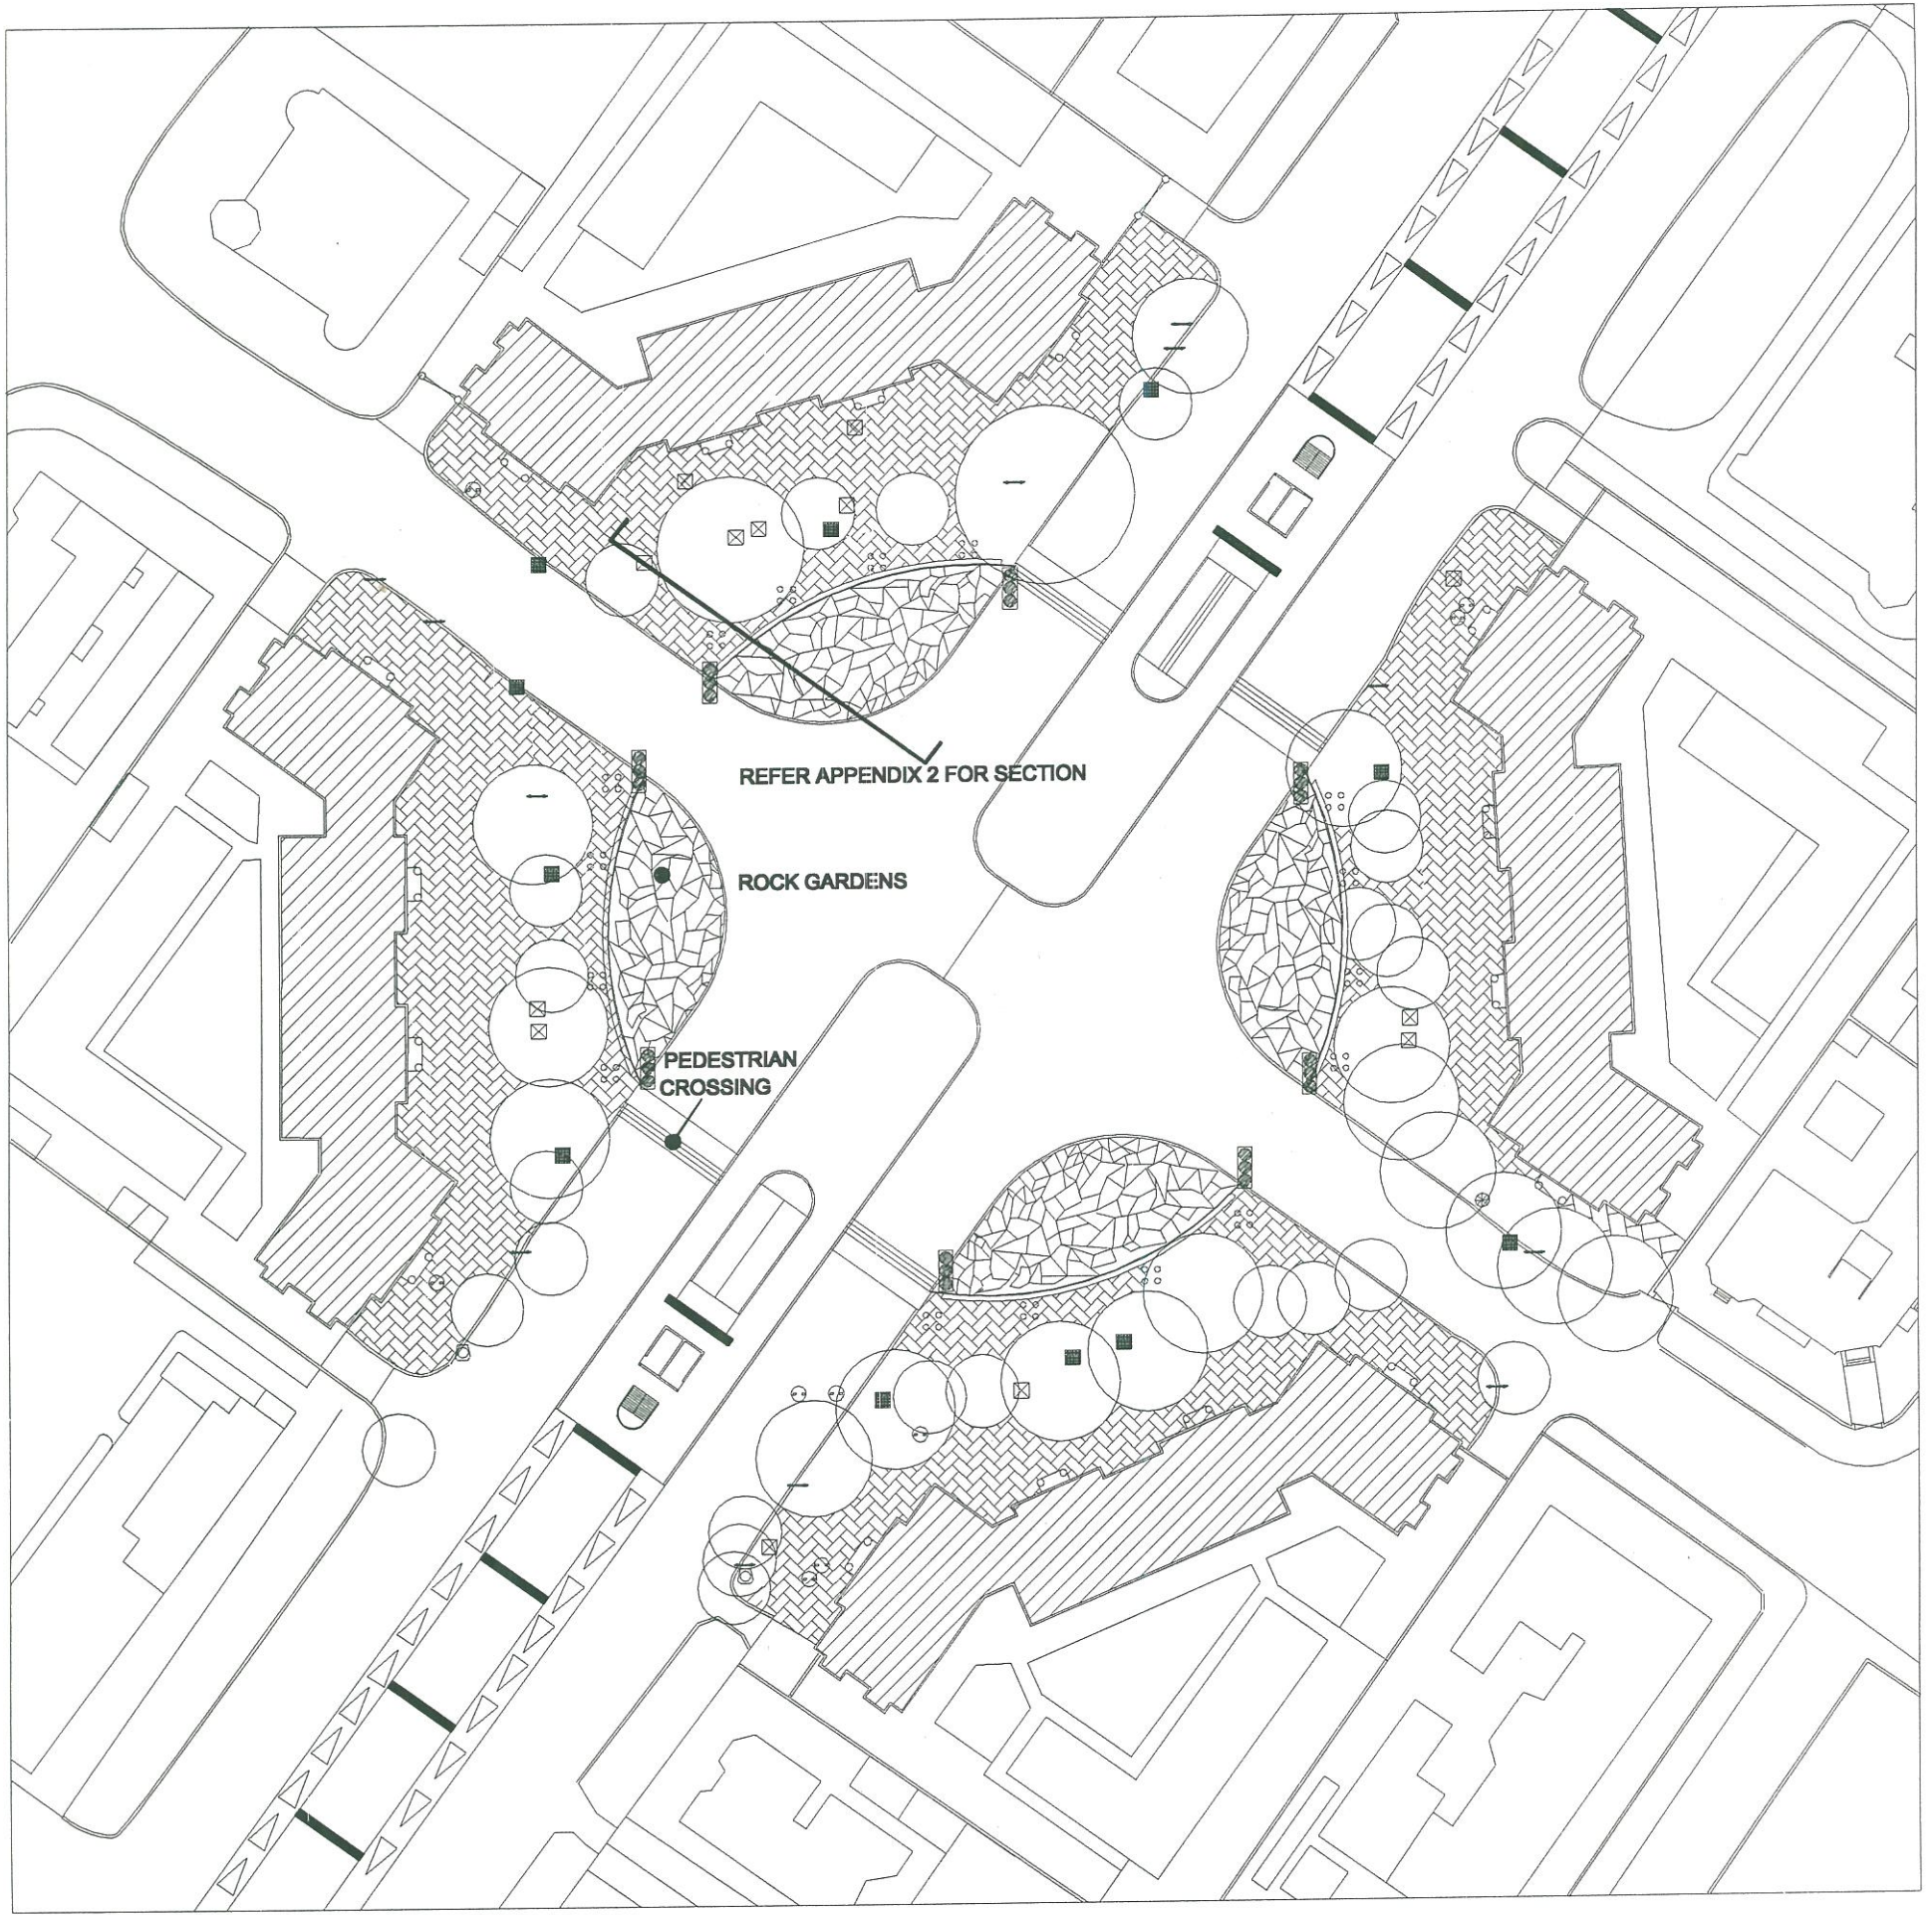 REFER APPENDIX 2 FOR SECTION
ROCK GARDENS
PEDESTRIAN
CROSSING